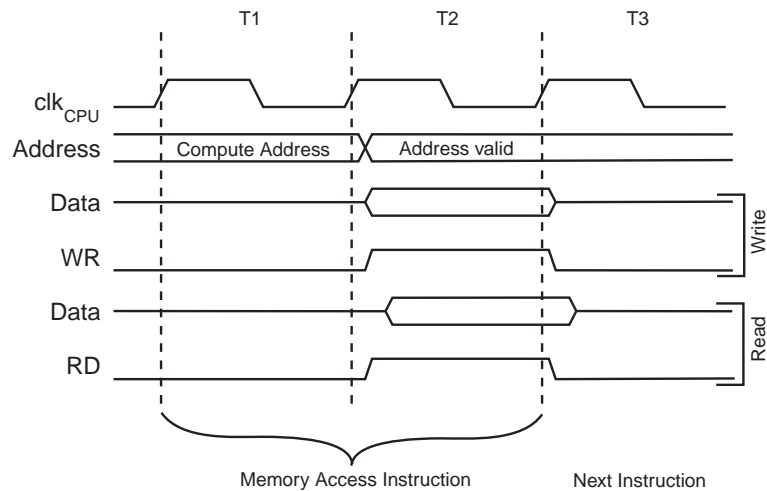 T1 T2 T3
clkCPU
Address Compute Address Address valid
Data
WR
Write
Data
RD
Read
Memory Access Instruction Next Instruction